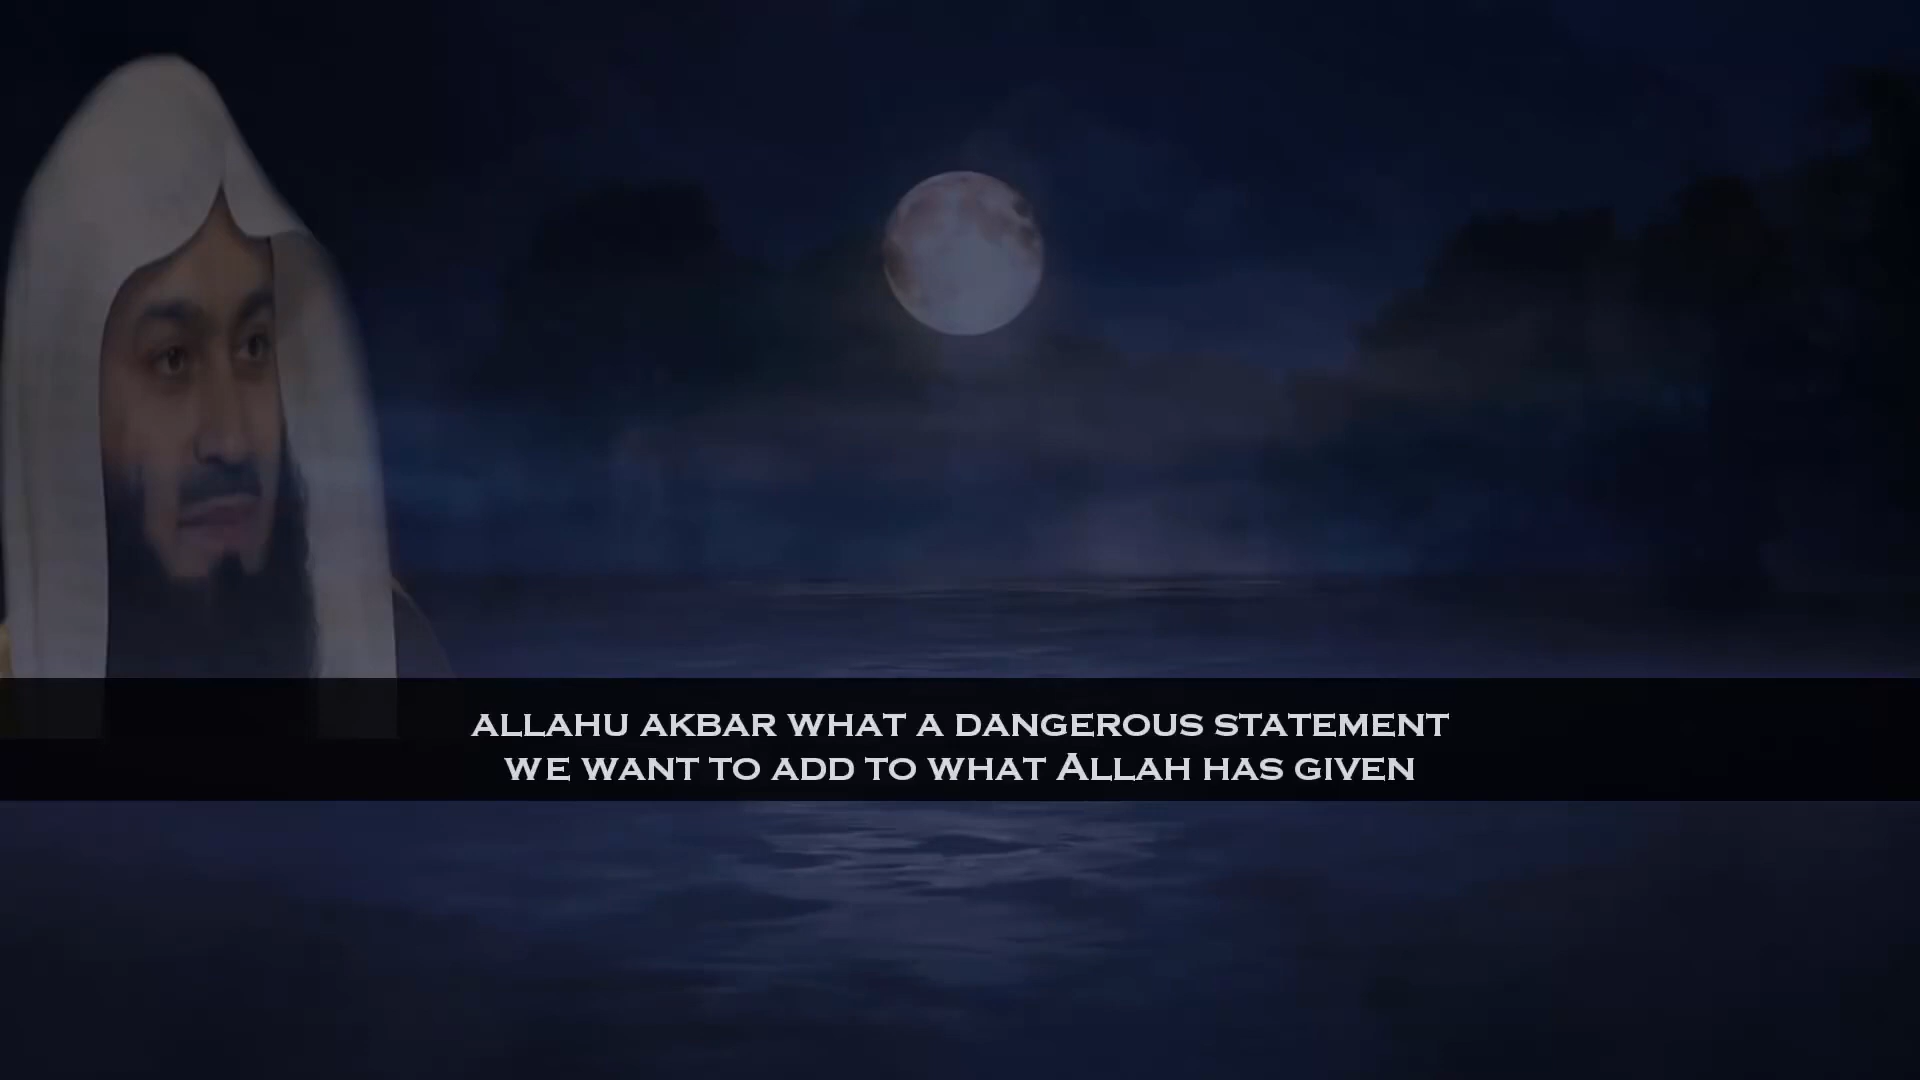 ALLAHU AKBAR WHAT A DANGEROUS STATEMENT
WE WANT TO ADD TO WHAT ALLAH HAS GIVEN